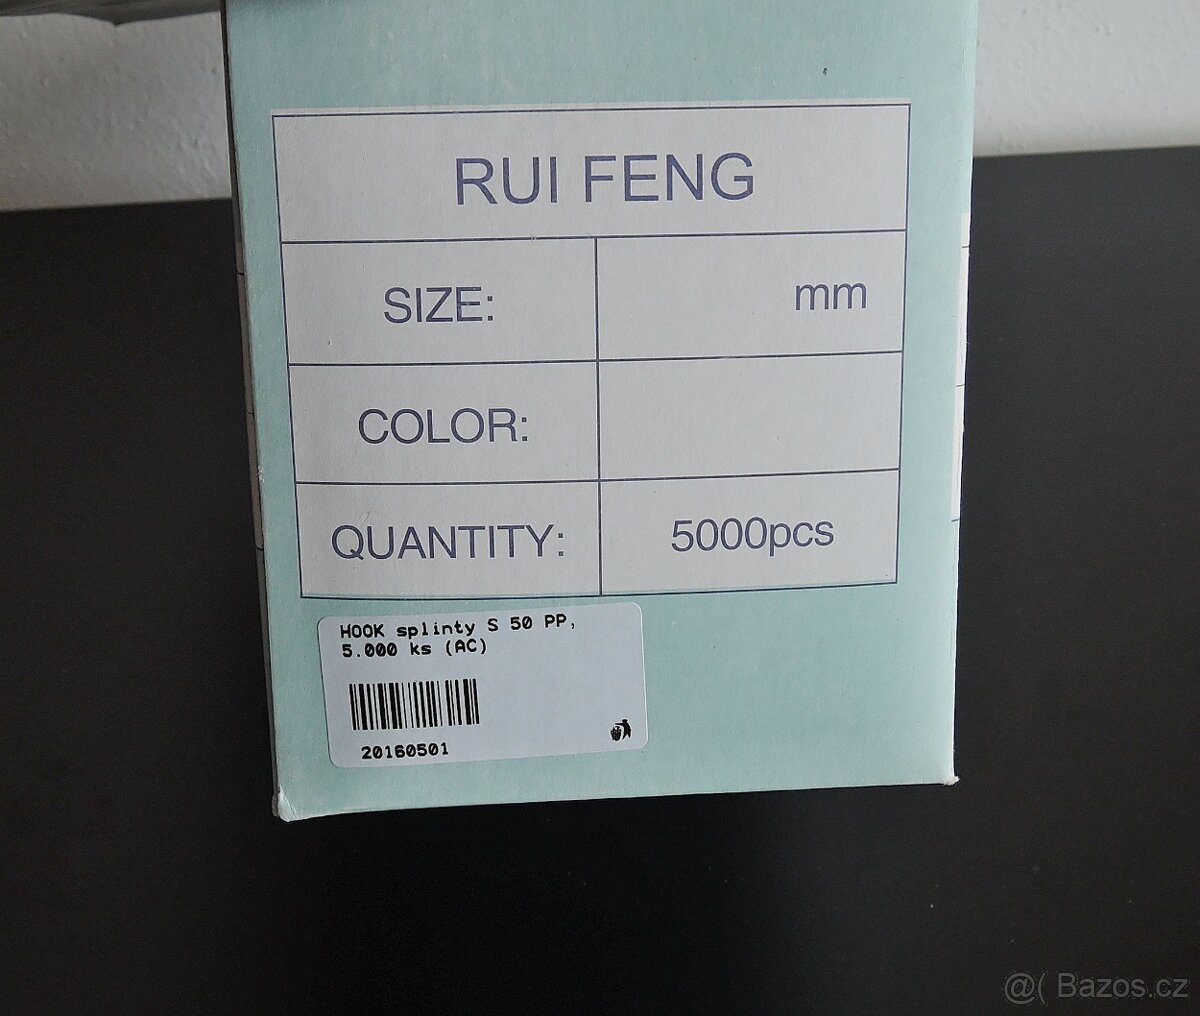 RUI FENG
SIZE: mm
COLOR:
QUANTITY: 5000pcs
HOOK splinty S 50 PP,
5.000 ks (AC)
20160501
@( Bazos.cz